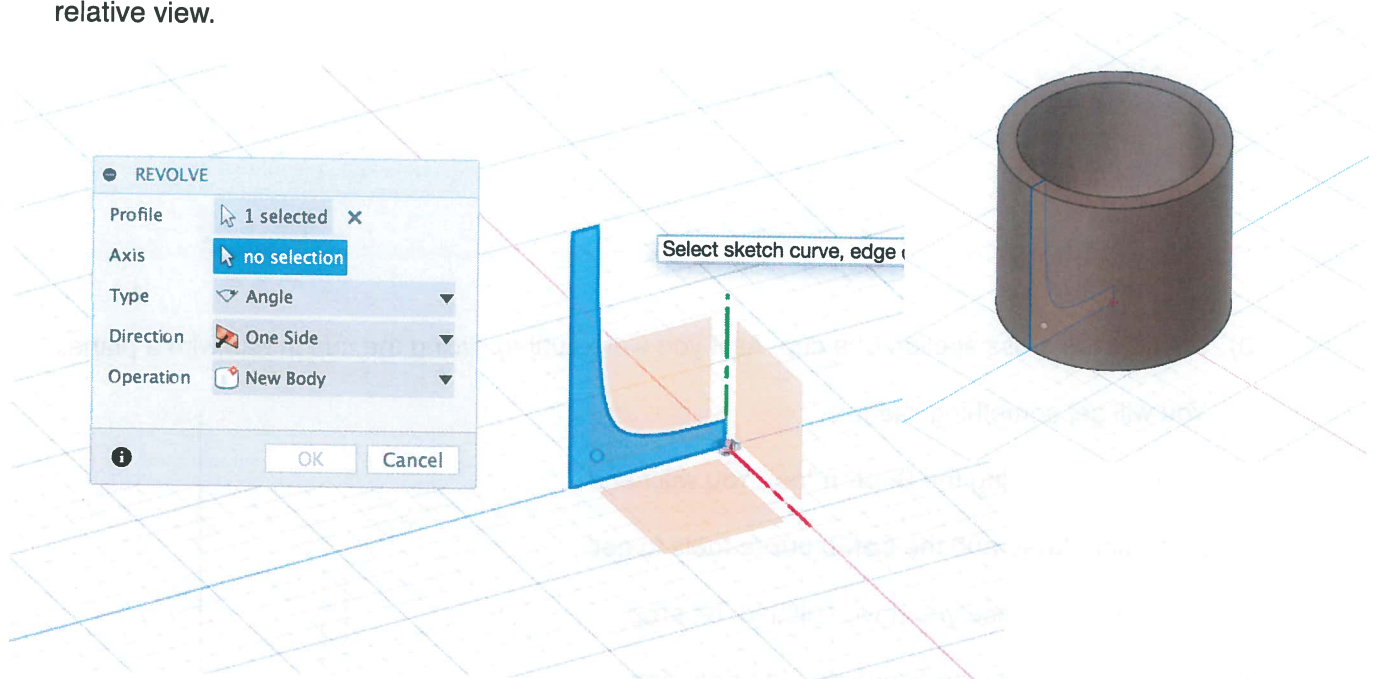 relative view.
REVOLVE
Profile 1 selected
Axis no selection
Type Angle
Direction One Side
Operation New Body
OK Cancel
Select sketch curve, edge